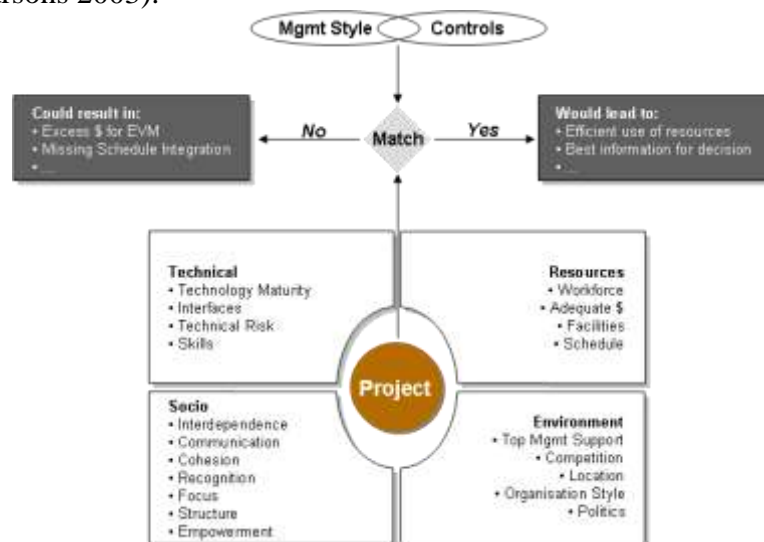 rsons 2005).
Mgmt Style
Controls
Could result in:
• Excess $ for EVM
• Missing Schedule Integration
• ...
No
Match
Yes
Would lead to:
• Efficient use of resources
• Best information for decision
• ...
Technical
• Technology Maturity
• Interfaces
• Technical Risk
• Skills
Resources
• Workforce
• Adequate $
• Facilities
• Schedule
Project
Socio
• Interdependence
• Communication
• Cohesion
• Recognition
• Focus
• Structure
• Empowerment
Environment
• Top Mgmt Support
• Competition
• Location
• Organisation Style
• Politics